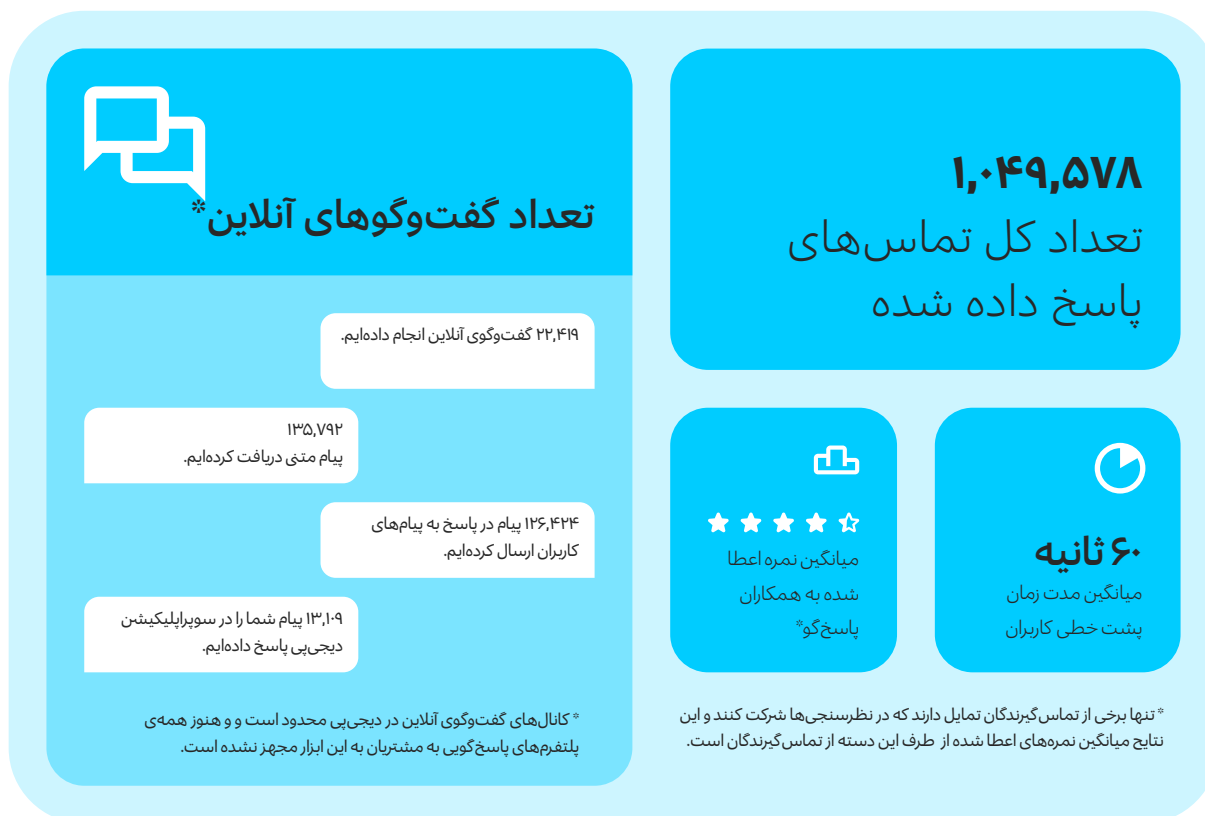 ۱,۰۴۹,۵۷۸
تعداد کل تماس‌های
پاسخ داده شده
۶۰ ثانیه
میانگین مدت زمان
پشت خطی کاربران
میانگین نمره اعطا
شده به همکاران
پاسخ‌گو*
* تنها برخی از تماس‌گیرندگان تمایل دارند که در نظرسنجی‌ها شرکت کنند و این
نتایج میانگین نمره‌های اعطا شده از طرف این دسته از تماس‌گیرندگان است.
تعداد گفت‌وگوهای آنلاین*
۲۲,۴۱۹ گفت‌وگوی آنلاین انجام داده‌ایم.
۱۳۵,۷۹۲
پیام متنی دریافت کرده‌ایم.
۱۲۶,۴۲۴ پیام در پاسخ به پیام‌های
کاربران ارسال کرده‌ایم.
۱۳,۱۰۹ پیام شما را در سوپراپلیکیشن
دیجی‌پی پاسخ داده‌ایم.
* کانال‌های گفت‌وگوی آنلاین در دیجی‌پی محدود است و و هنوز همه‌ی
پلتفرم‌های پاسخ‌گویی به مشتریان به این ابزار مجهز نشده است.